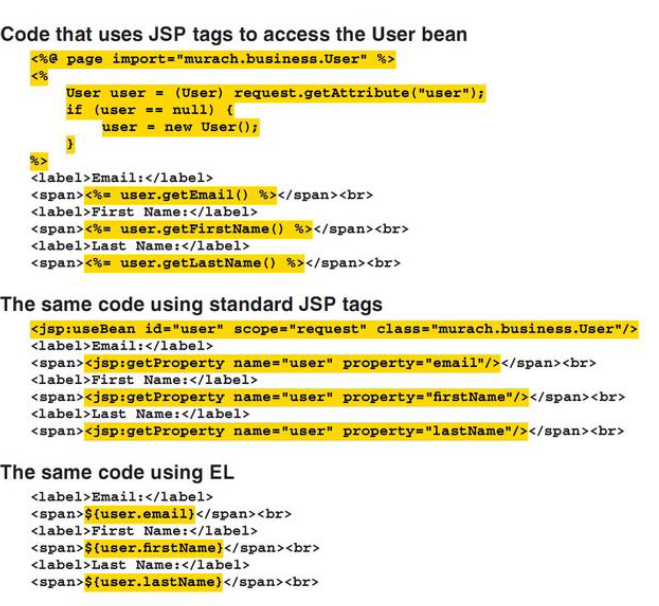 Code that uses JSP tags to access the User bean
<%@ page import="murach.business.User" %>
<%
User user = (User) request.getAttribute("user");
if (user == null) {
user = new User();
}
%>
<label>Email:</label>
<span><%= user.getEmail() %></span><br>
<label>First Name:</label>
<span><%= user.getFirstName() %></span><br>
<label>Last Name:</label>
<span><%= user.getLastName() %></span><br>
The same code using standard JSP tags
<jsp:useBean id="user" scope="request" class="murach.business.User"/>
<label>Email:</label>
<span><jsp:getProperty name="user" property="email"/></span><br>
<label>First Name:</label>
<span><jsp:getProperty name="user" property="firstName"/></span><br>
<label>Last Name:</label>
<span><jsp:getProperty name="user" property="lastName"/></span><br>
The same code using EL
<label>Email:</label>
<span>${user.email}</span><br>
<label>First Name:</label>
<span>${user.firstName}</span><br>
<label>Last Name:</label>
<span>${user.lastName}</span><br>